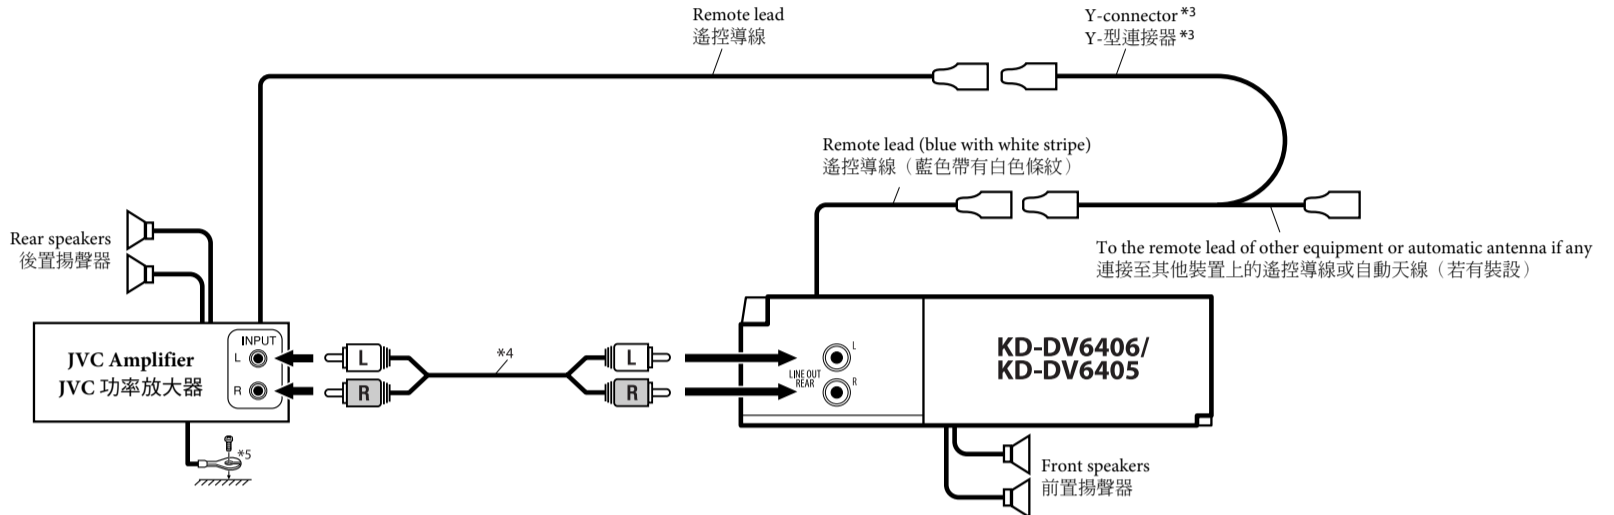 Remote lead
遙控導線
Y-connector *3
Y-型連接器 *3
Remote lead (blue with white stripe)
遙控導線（藍色帶有白色條紋）
Rear speakers
後置揚聲器
To the remote lead of other equipment or automatic antenna if any
連接至其他裝置上的遙控導線或自動天線（若有裝設）
JVC Amplifier
JVC 功率放大器
INPUT
L
R
L
R
*4
L
R
LINE OUT
REAR
L
R
KD-DV6406/
KD-DV6405
*5
Front speakers
前置揚聲器